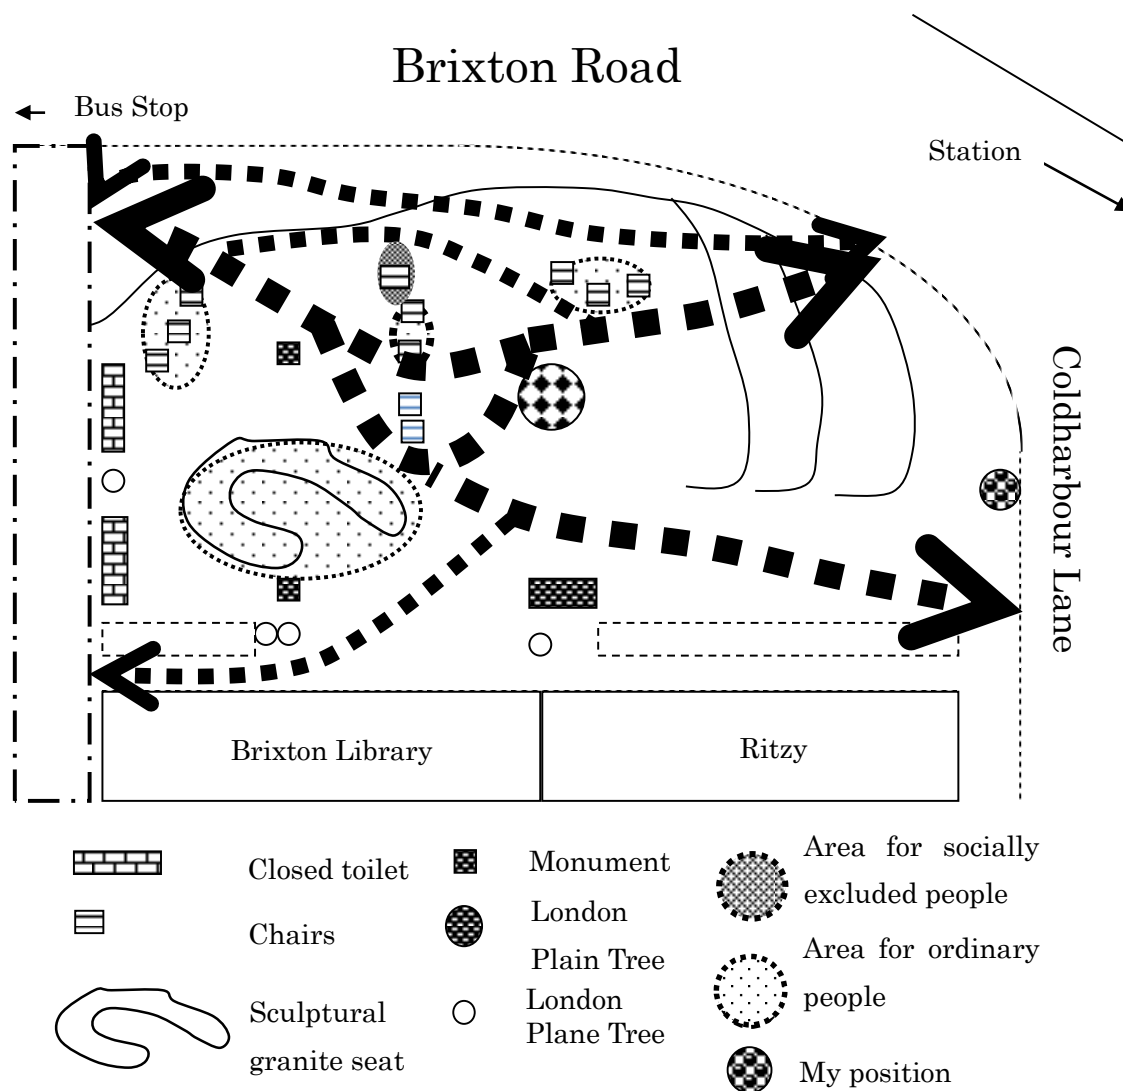 Brixton Road
Bus Stop
Station
Coldharbour Lane
Brixton Library
Ritzy
Closed toilet
Chairs
Sculptural
granite seat
Monument
London
Plain Tree
London
Plane Tree
Area for socially
excluded people
Area for ordinary
people
My position